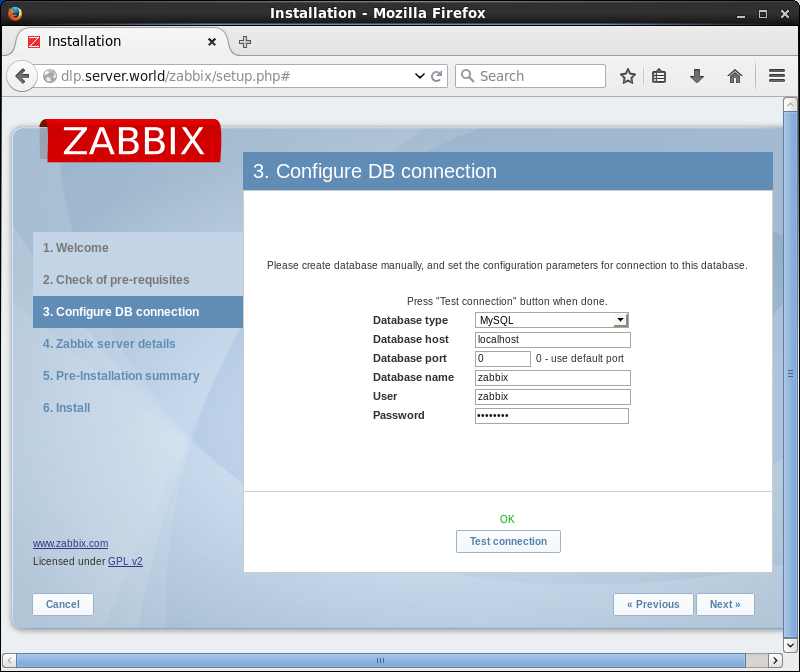 Installation - Mozilla Firefox
Installation
dlp.server.world/zabbix/setup.php#
Search
ZABBIX
3. Configure DB connection
1. Welcome
2. Check of pre-requisites
3. Configure DB connection
4. Zabbix server details
5. Pre-Installation summary
6. Install
Please create database manually, and set the configuration parameters for connection to this database.
Press "Test connection" button when done.
Database type MySQL
Database host localhost
Database port 0 0 - use default port
Database name zabbix
User zabbix
Password ••••••••
OK
Test connection
www.zabbix.com
Licensed under GPL v2
Cancel
« Previous
Next »